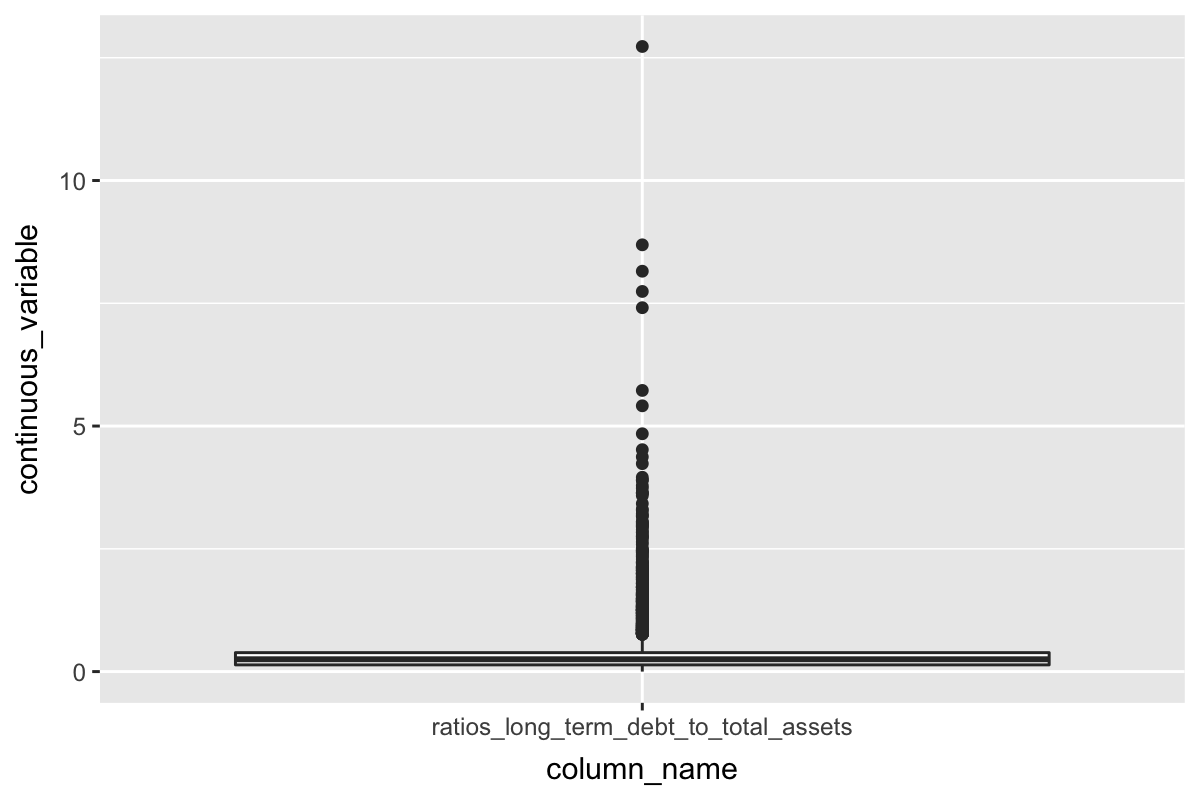 continuous_variable
10
5
0
ratios_long_term_debt_to_total_assets
column_name